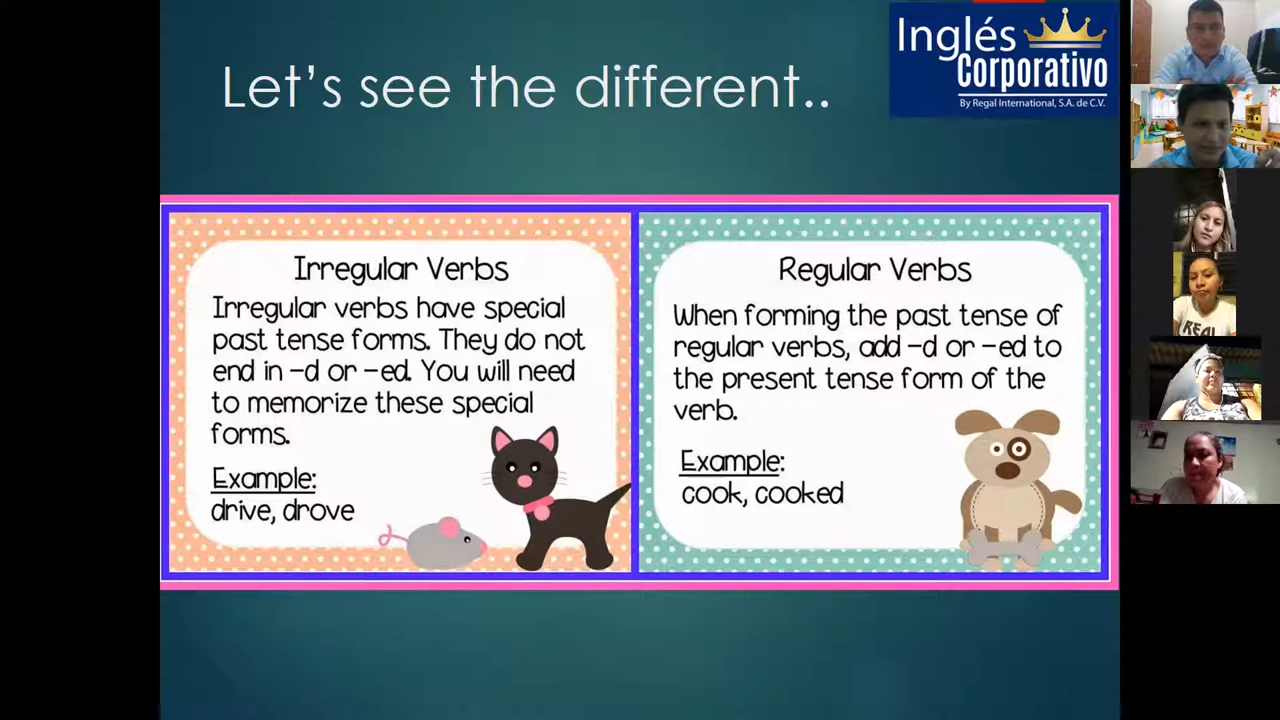 Let's see the different..
Inglés
Corporativo
By Regal International, S.A. de C.V.
Irregular Verbs
Irregular verbs have special
past tense forms. They do not
end in -d or -ed. You will need
to memorize these special
forms.
Example:
drive, drove
Regular Verbs
When forming the past tense of
regular verbs, add -d or -ed to
the present tense form of the
verb.
Example:
cook, cooked
REAL